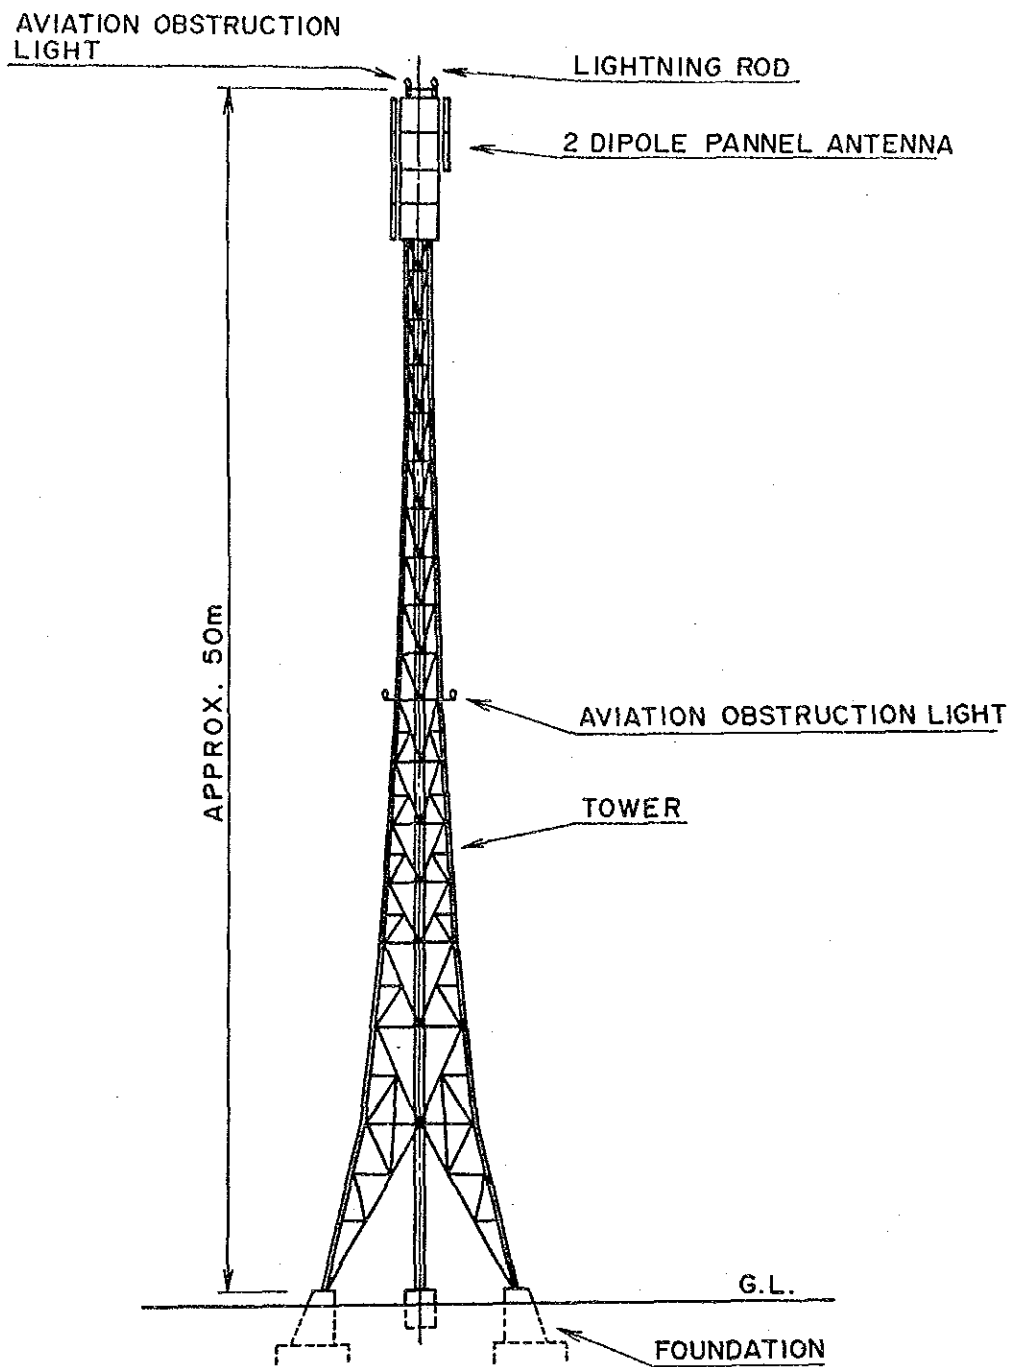 AVIATION OBSTRUCTION
LIGHT
LIGHTNING ROD
2 DIPOLE PANNEL ANTENNA
APPROX. 50m
AVIATION OBSTRUCTION LIGHT
TOWER
G.L.
FOUNDATION